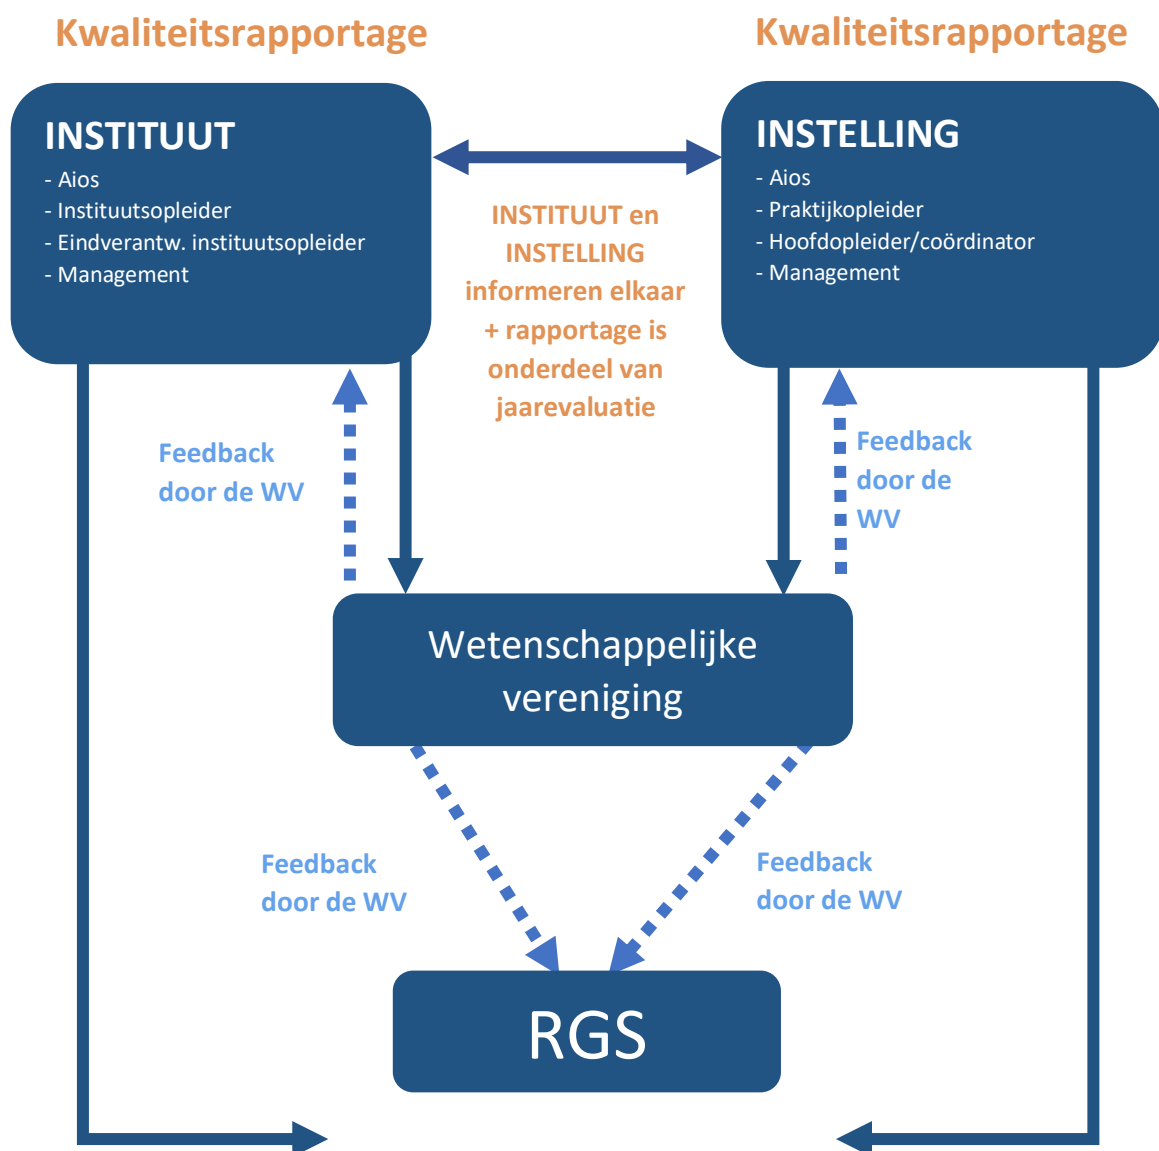 Kwaliteitsrapportage
Kwaliteitsrapportage
INSTITUUT
- Aios
- Instituutsopleider
- Eindverantw. instituutsopleider
- Management
INSTELLING
- Aios
- Praktijkopleider
- Hoofdopleider/coördinator
- Management
INSTITUUT en
INSTELLING
informeren elkaar
+ rapportage is
onderdeel van
jaarevaluatie
Feedback
door de WV
Feedback
door de
WV
Wetenschappelijke
vereniging
Feedback
door de WV
Feedback
door de WV
RGS